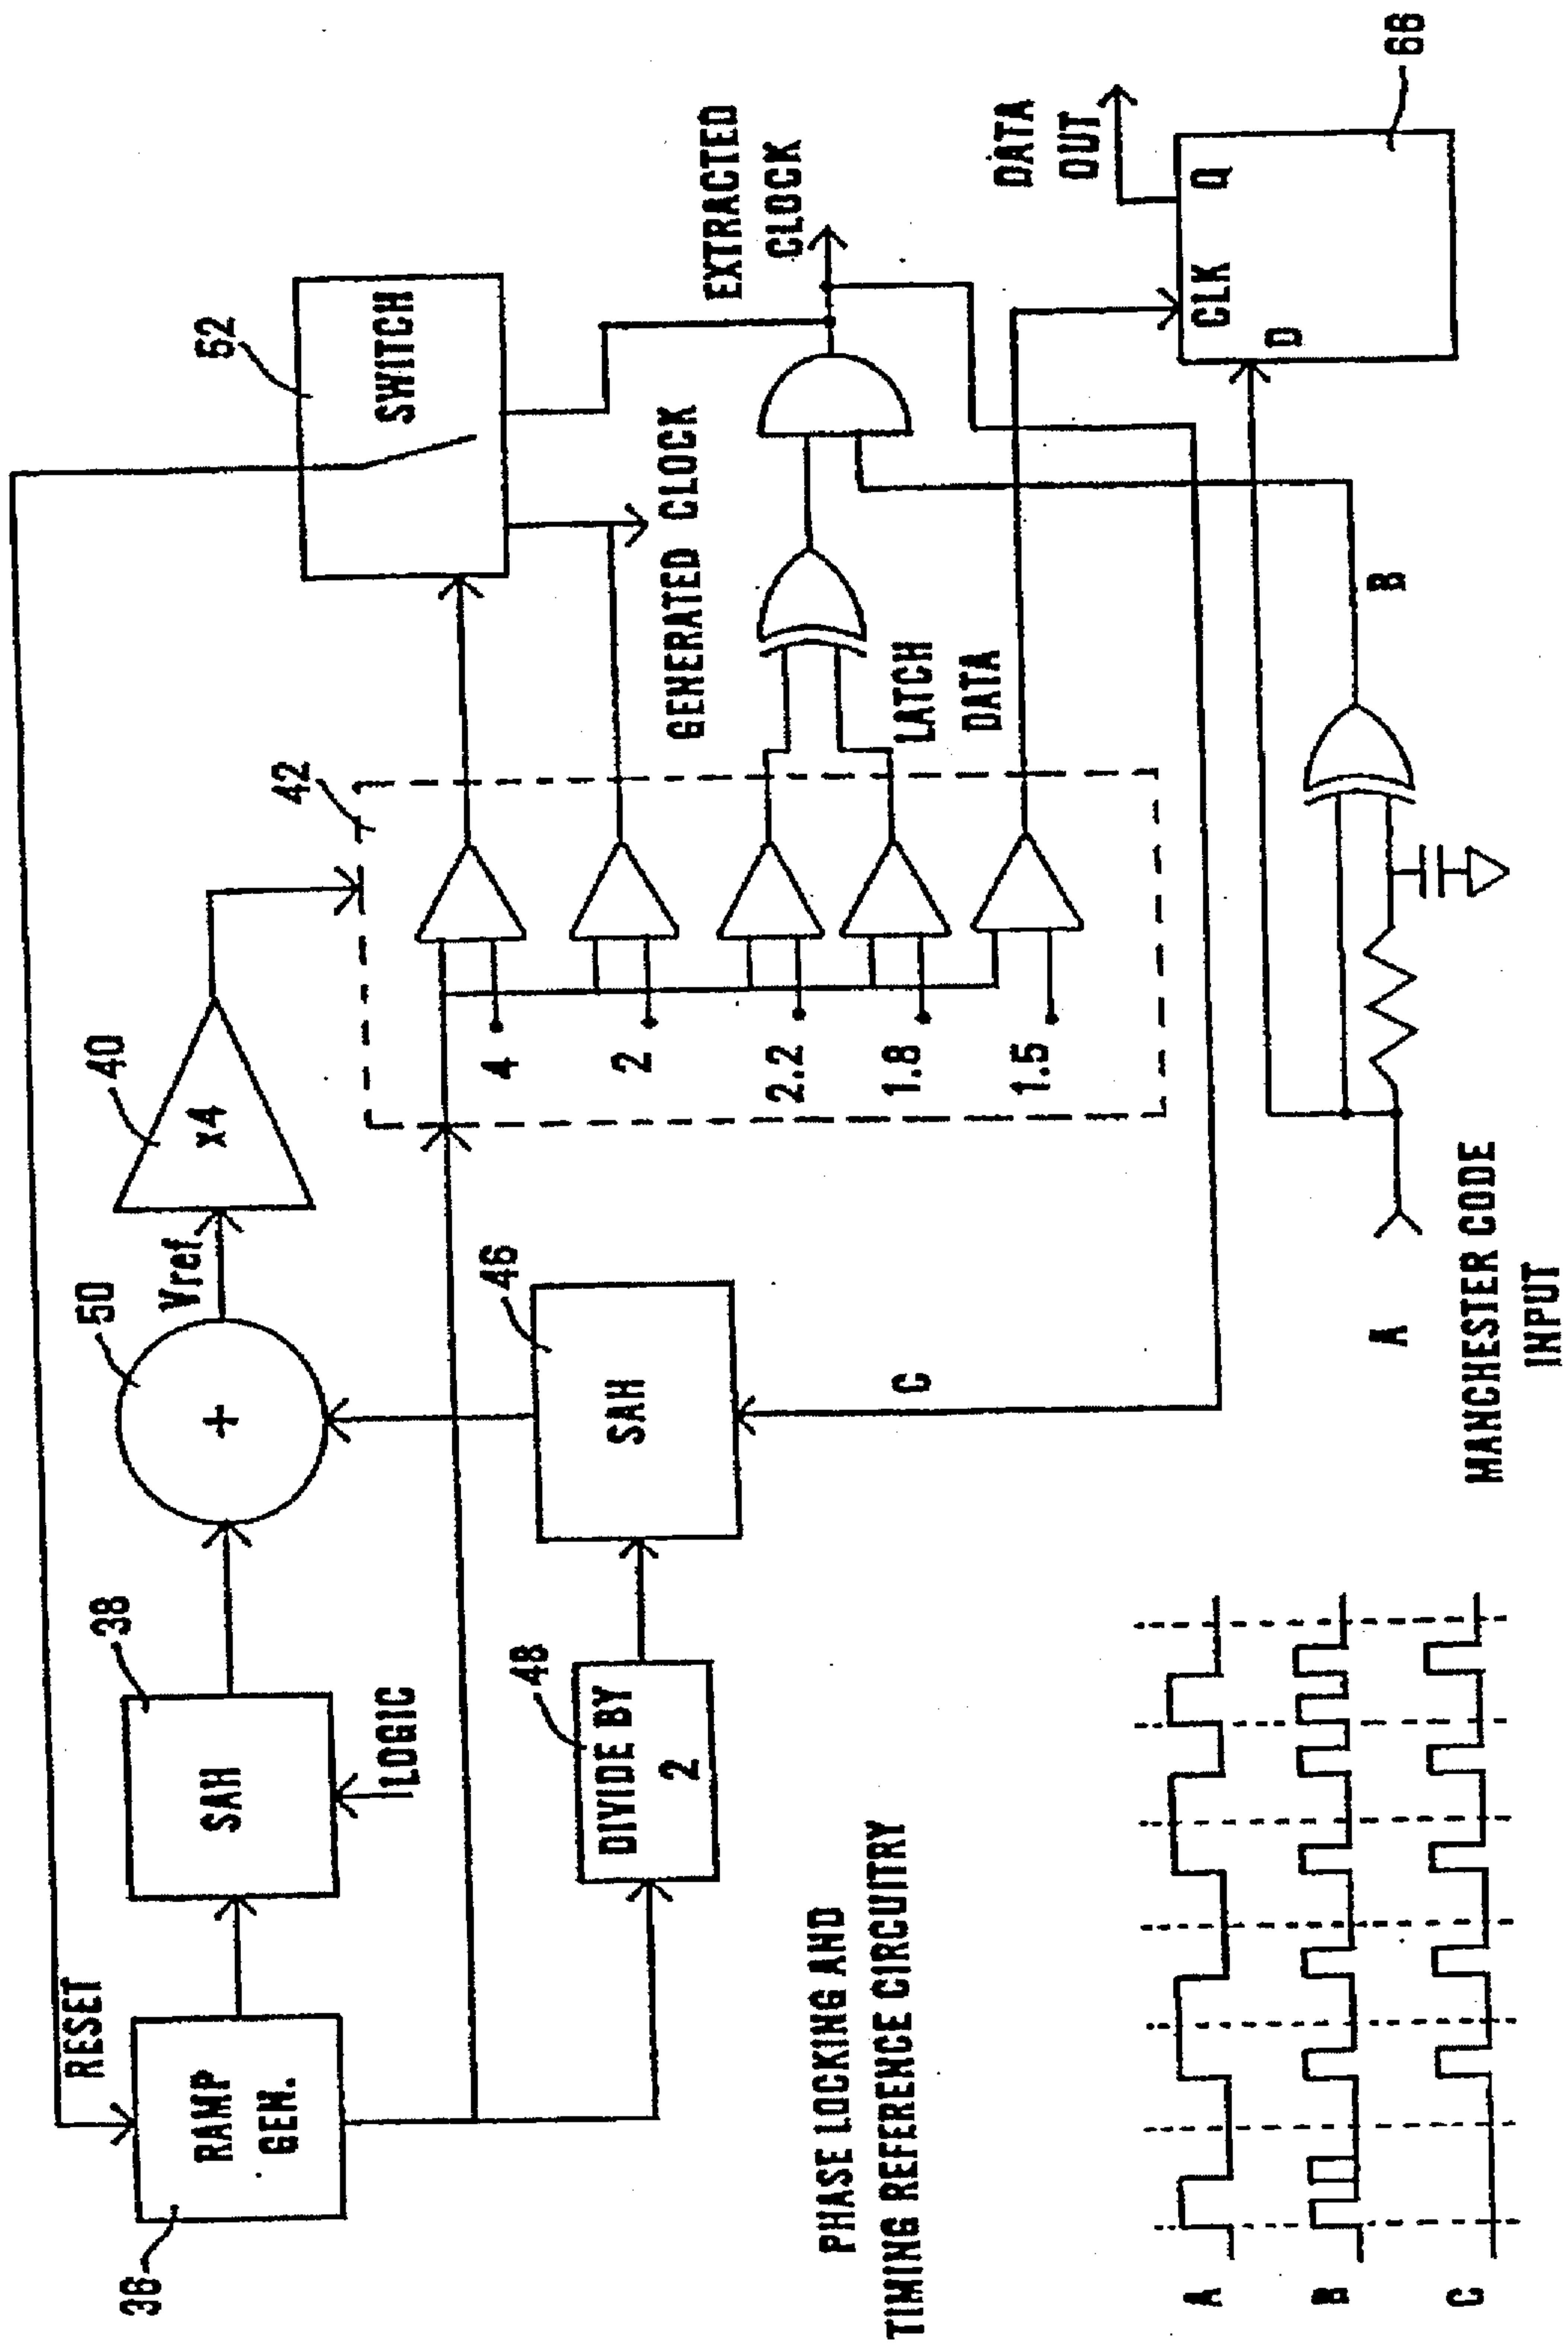 RESET
36
RAMP
GEN.
38
SAH
LOGIC
50
+
Vref.
40
x4
52
SWITCH
48
DIVIDE BY
2
46
SAH
42
4
2
2.2
1.8
1.5
GENERATED CLOCK
LATCH
DATA
EXTRACTED
CLOCK
DATA
OUT
CLK
Q
D
66
C
B
A
MANCHESTER CODE
INPUT
PHASE LOCKING AND
TIMING REFERENCE CIRCUITRY
A
B
C